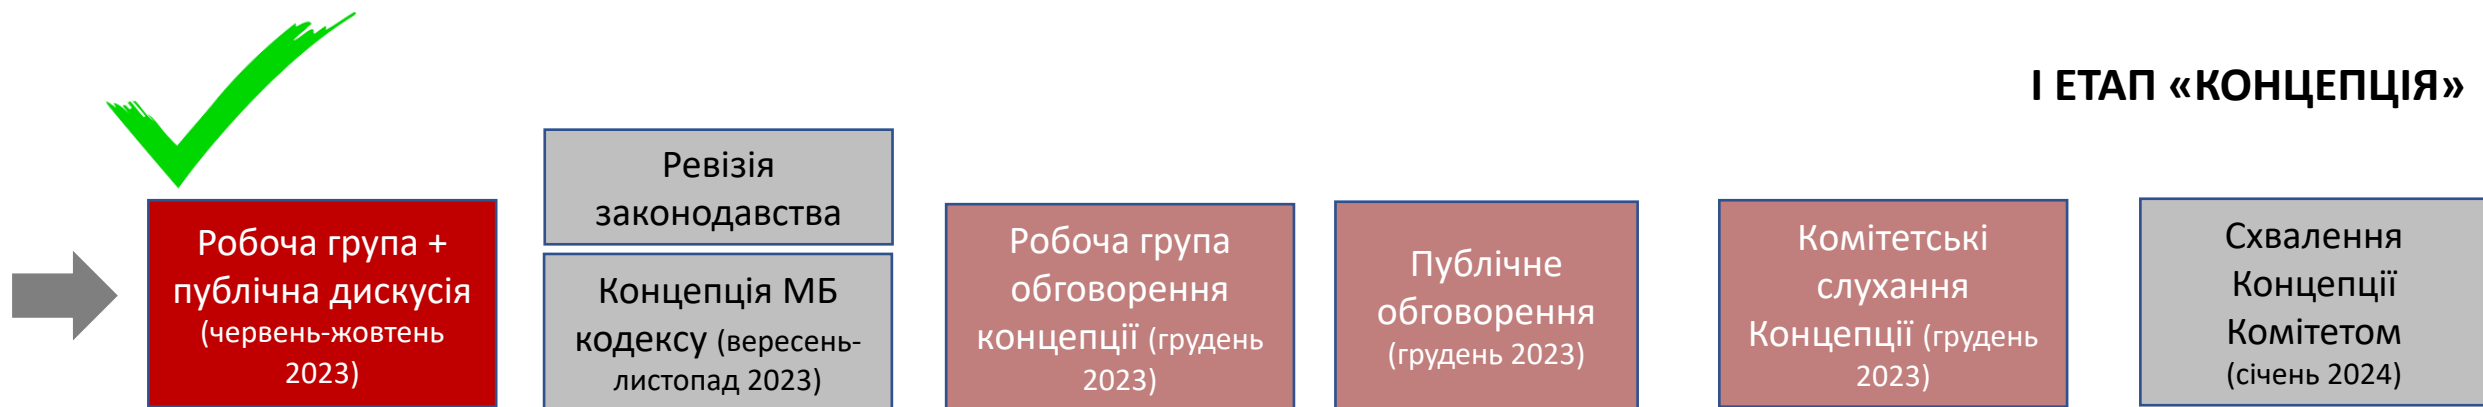 І ЕТАП «КОНЦЕПЦІЯ»
Робоча група +
публічна дискусія
(червень-жовтень
2023)
Ревізія
законодавства
Концепція МБ
кодексу (вересень-
листопад 2023)
Робоча група
обговорення
концепції (грудень
2023)
Публічне
обговорення
(грудень 2023)
Комітетські
слухання
Концепції (грудень
2023)
Схвалення
Концепції
Комітетом
(січень 2024)